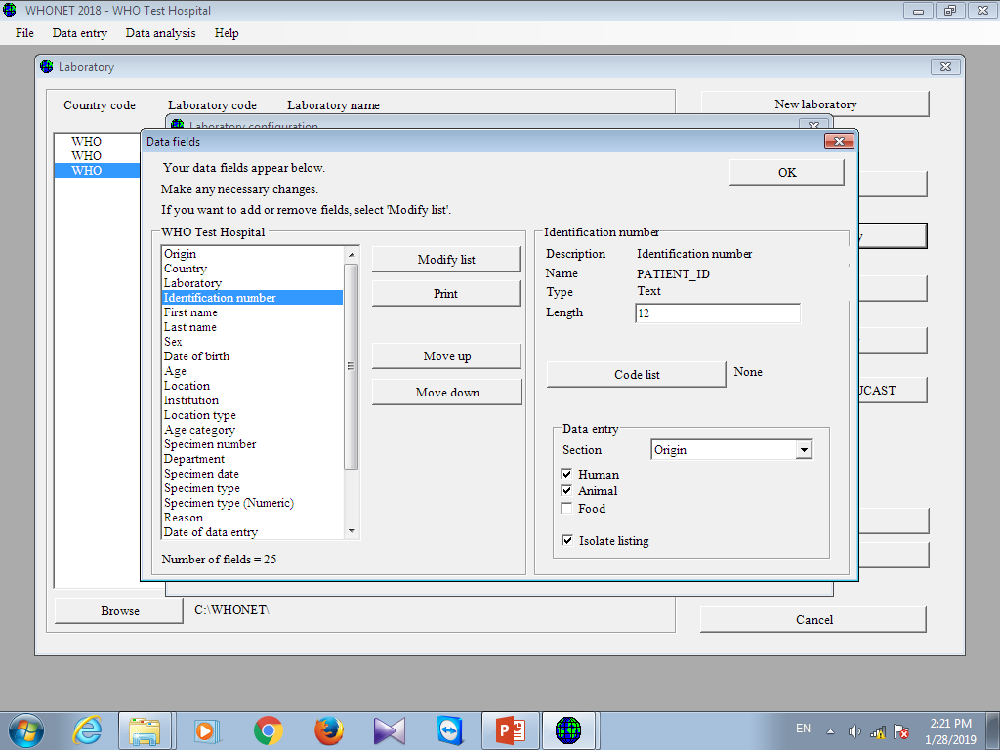 WHONET 2018 - WHO Test Hospital
File Data entry Data analysis Help
Laboratory
Country code Laboratory code Laboratory name
New laboratory
WHO
WHO
WHO
Laboratory configuration
Data fields
Your data fields appear below.
Make any necessary changes.
If you want to add or remove fields, select 'Modify list'.
OK
WHO Test Hospital
Origin
Country
Laboratory
Identification number
First name
Last name
Sex
Date of birth
Age
Location
Institution
Location type
Age category
Specimen number
Department
Specimen date
Specimen type
Specimen type (Numeric)
Reason
Date of data entry
Number of fields = 25
Modify list
Print
Move up
Move down
Identification number
Description Identification number
Name PATIENT_ID
Type Text
Length 12
Code list None
Data entry
Section Origin
Human
Animal
Food
Isolate listing
y
UCAST
Browse C:\WHONET\
Cancel
EN
2:21 PM
1/28/2019